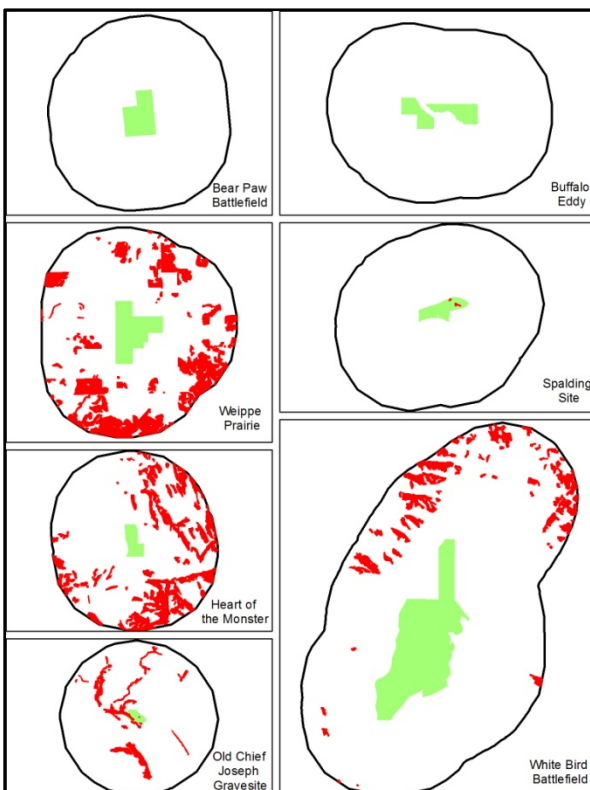 Bear Paw
Battlefield
Buffalo
Eddy
Weippe
Prairie
Spalding
Site
Heart of
the Monster
Old Chief
Joseph
Gravesite
White Bird
Battlefield